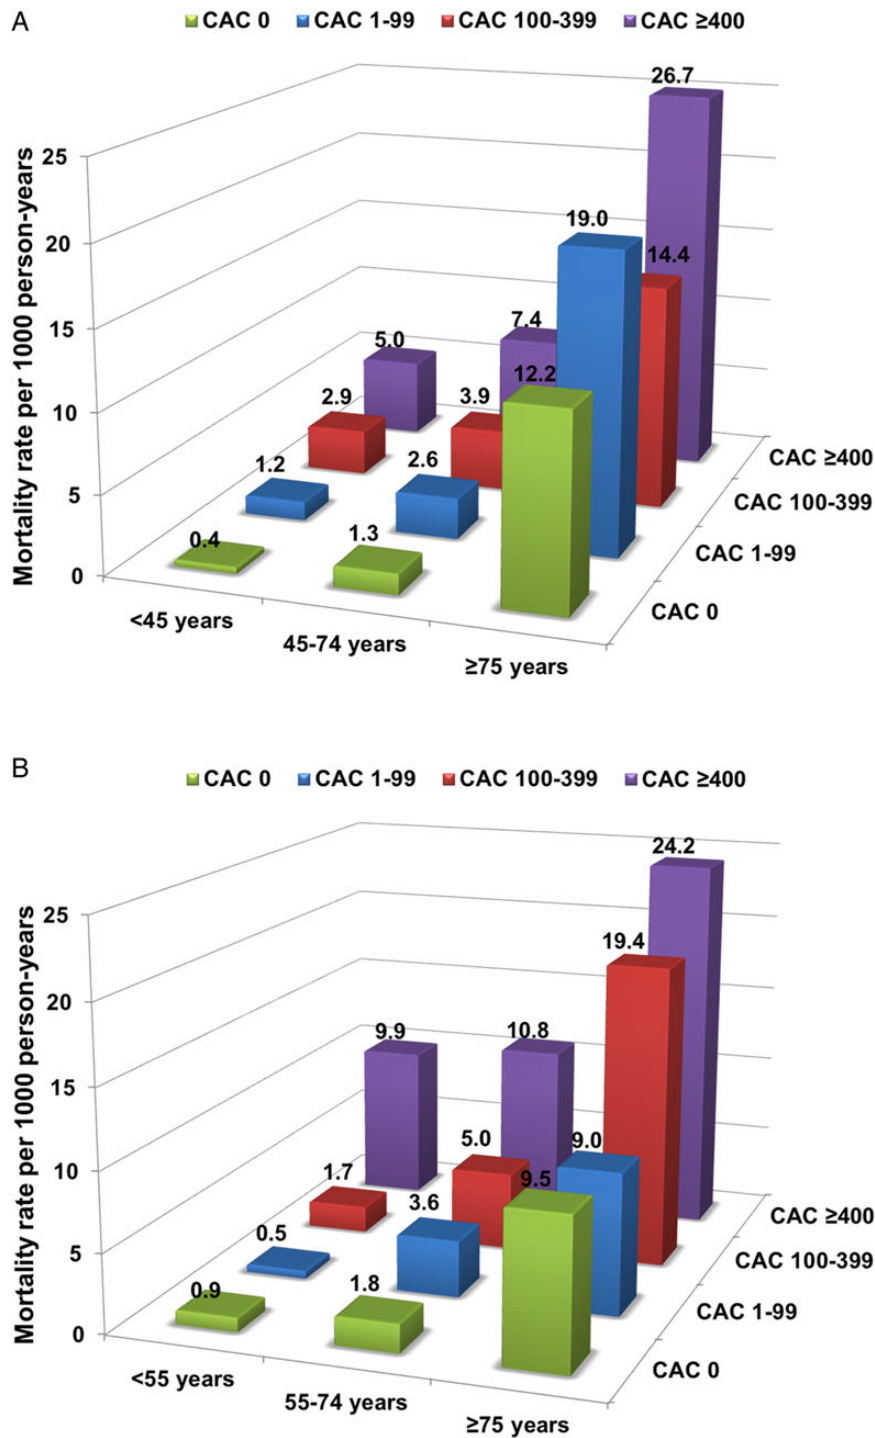 A
CAC 0 CAC 1-99 CAC 100-399 CAC ≥400
Mortality rate per 1000 person-years
25
20
15
10
5
0
26.7
19.0
14.4
7.4
5.0
12.2
3.9
2.9
2.6
1.2
1.3
0.4
CAC ≥400
CAC 100-399
CAC 1-99
CAC 0
<45 years
45-74 years
≥75 years
B
CAC 0 CAC 1-99 CAC 100-399 CAC ≥400
Mortality rate per 1000 person-years
25
20
15
10
5
0
24.2
19.4
9.9
10.8
5.0
9.0
1.7
9.5
3.6
0.5
1.8
0.9
CAC ≥400
CAC 100-399
CAC 1-99
CAC 0
<55 years
55-74 years
≥75 years